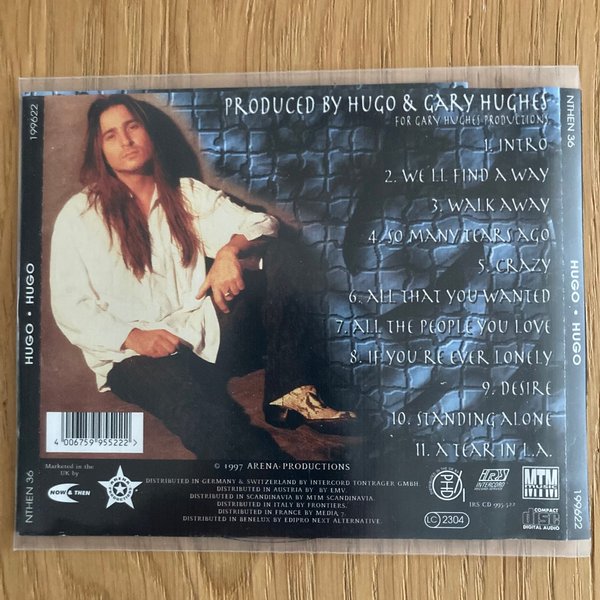 199622
HUGO • HUGO
NTHEN 36
PRODUCED BY HUGO & GARY HUGHES
FOR GARY HUGHES PRODUCTIONS
1. INTRO
2. WE'LL FIND A WAY
3. WALK AWAY
4. SO MANY TEARS AGO
5. CRAZY
6. ALL THAT YOU WANTED
7. ALL THE PEOPLE YOU LOVE
8. IF YOU'RE EVER LONELY
9. DESIRE
10. STANDING ALONE
11. A TEAR IN L.A.
4 006759 955222 >
© 1997 ARENA-PRODUCTIONS
Marketed in the
UK by
NOW & THEN
DISTRIBUTED IN GERMANY & SWITZERLAND BY INTERCORD TONTRAGER GMBH.
DISTRIBUTED IN AUSTRIA BY BY EMV.
DISTRIBUTED IN SCANDINAVIA BY MTM SCANDINAVIA.
DISTRIBUTED IN ITALY BY FRONTIERS.
DISTRIBUTED IN FRANCE BY MEDIA 7.
DISTRIBUTED IN BENELUX BY EDIPRO NEXT ALTERNATIVE.
LC 2304
INTERCORD
IRS CD 995.522
MTM
COMPACT
disc
DIGITAL AUDIO
NTHEN 36
HUGO • HUGO
199622